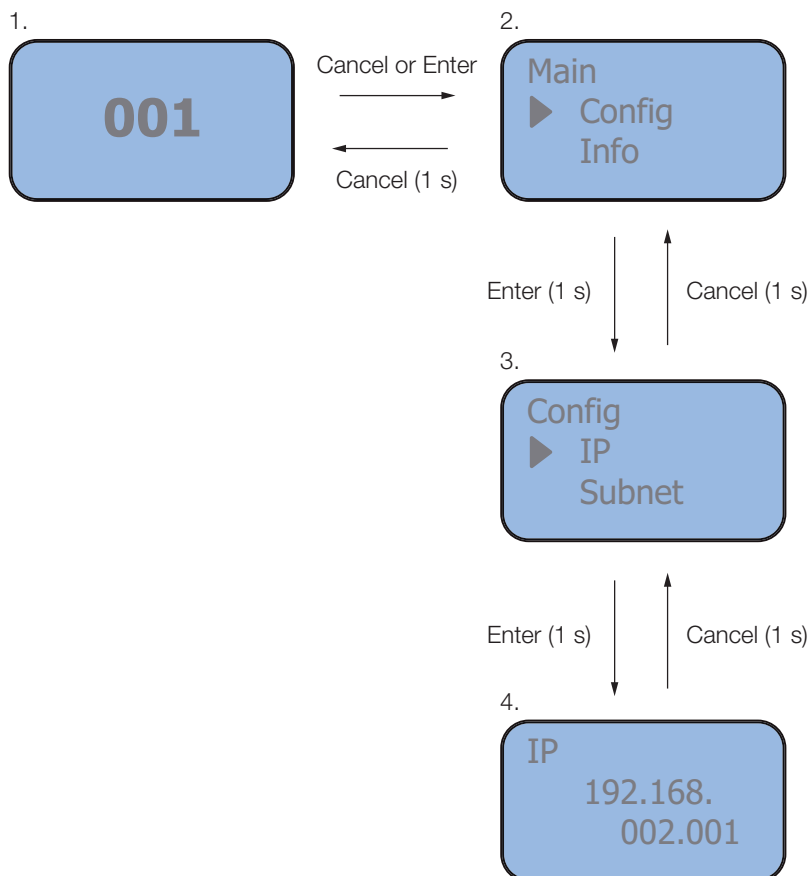 1.
001
Cancel or Enter
Cancel (1 s)
2.
Main
Config
Info
Enter (1 s)
Cancel (1 s)
3.
Config
IP
Subnet
Enter (1 s)
Cancel (1 s)
4.
IP
192.168.
002.001